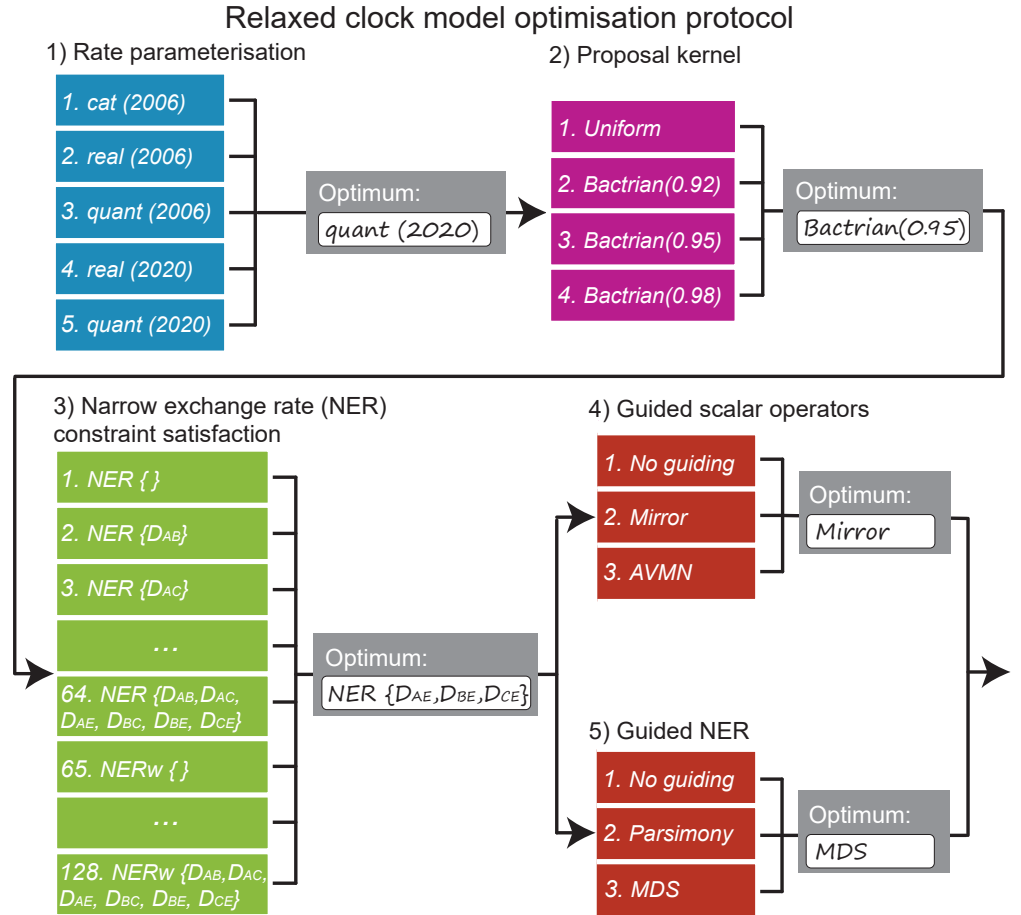 Relaxed clock model optimisation protocol
1) Rate parameterisation
1. cat (2006)
2. real (2006)
3. quant (2006)
4. real (2020)
5. quant (2020)
Optimum:
quant (2020)
2) Proposal kernel
1. Uniform
2. Bactrian(0.92)
3. Bactrian(0.95)
4. Bactrian(0.98)
Optimum:
Bactrian(0.95)
3) Narrow exchange rate (NER)
constraint satisfaction
1. NER { }
2. NER {DAB}
3. NER {DAC}
...
64. NER {DAB,DAC,
DAE, DBC, DBE, DCE}
65. NERw { }
...
128. NERw {DAB,DAC,
DAE, DBC, DBE, DCE}
Optimum:
NER {DAE,DBE,DCE}
4) Guided scalar operators
1. No guiding
2. Mirror
3. AVMN
Optimum:
Mirror
5) Guided NER
1. No guiding
2. Parsimony
3. MDS
Optimum:
MDS